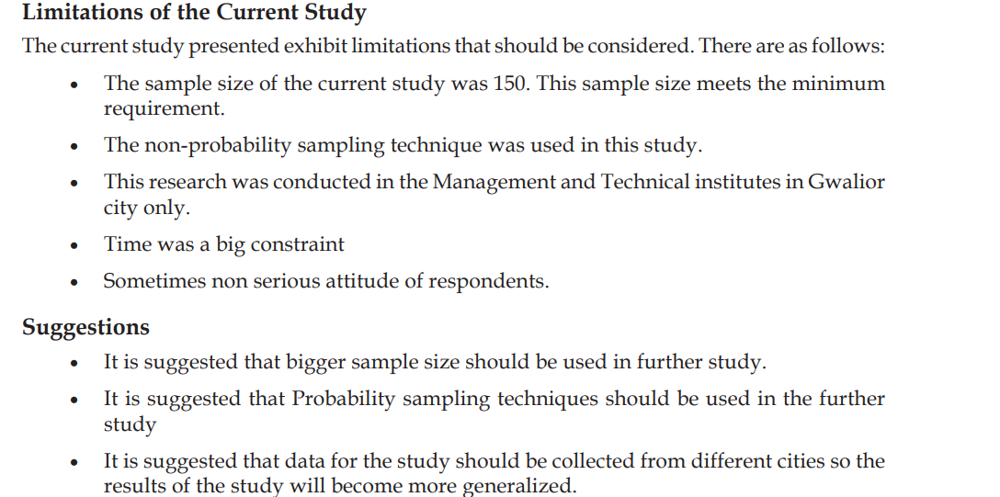 Limitations of the Current Study
The current study presented exhibit limitations that should be considered. There are as follows:
• The sample size of the current study was 150. This sample size meets the minimum
requirement.
• The non-probability sampling technique was used in this study.
• This research was conducted in the Management and Technical institutes in Gwalior
city only.
• Time was a big constraint
• Sometimes non serious attitude of respondents.
Suggestions
• It is suggested that bigger sample size should be used in further study.
• It is suggested that Probability sampling techniques should be used in the further
study
• It is suggested that data for the study should be collected from different cities so the
results of the study will become more generalized.